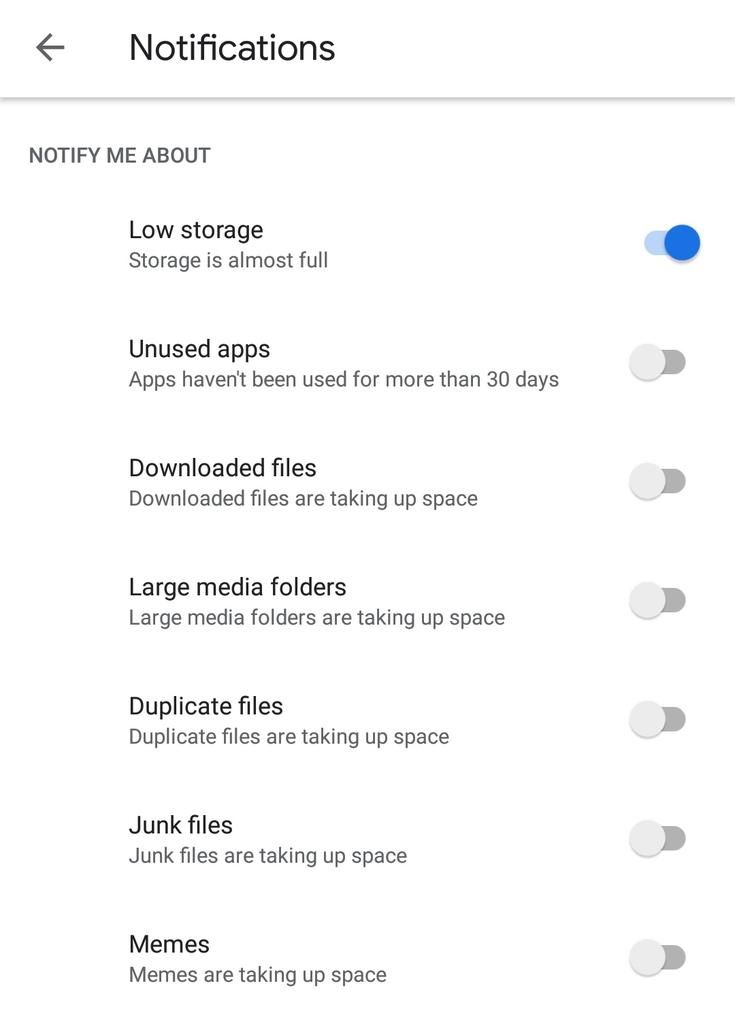 Notifications
NOTIFY ME ABOUT
Low storage
Storage is almost full
Unused apps
Apps haven't been used for more than 30 days
Downloaded files
Downloaded files are taking up space
Large media folders
Large media folders are taking up space
Duplicate files
Duplicate files are taking up space
Junk files
Junk files are taking up space
Memes
Memes are taking up space